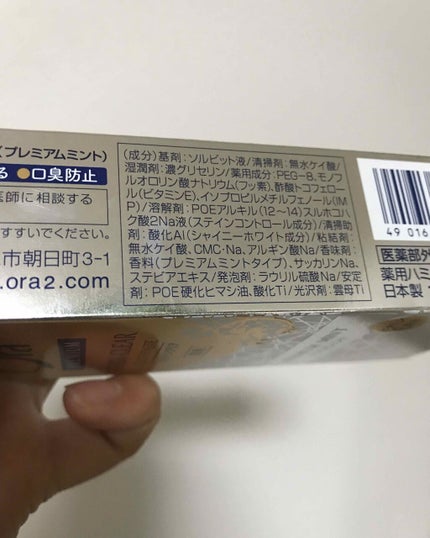 (プレミアムミント)
る ●口臭防止
医師に相談する
すすいでください。
市朝日町3-1
.ora2.com
(成分)基剤:ソルビット液/清掃剤:無水ケイ酸/
湿潤剤:濃グリセリン/薬用成分:PEG-8、モノフ
ルオロリン酸ナトリウム(フッ素)、酢酸トコフェロ
ール(ビタミンE)、イソプロピルメチルフェノール(IM
P)/溶解剤:POEアルキル(12〜14)スルホコハ
ク酸2Na液(ステインコントロール成分)/清掃助
剤:酸化Al(シャイニーホワイト成分)/粘結剤:
無水ケイ酸、CMC・Na、アルギン酸Na/香味剤:
香料(プレミアムミントタイプ)、サッカリンNa、
ステビアエキス/発泡剤:ラウリル硫酸Na/安定
剤:POE硬化ヒマシ油、酸化Ti/光沢剤:雲母Ti
49 016
医薬部外
薬用ハミ
日本製
CLEAR